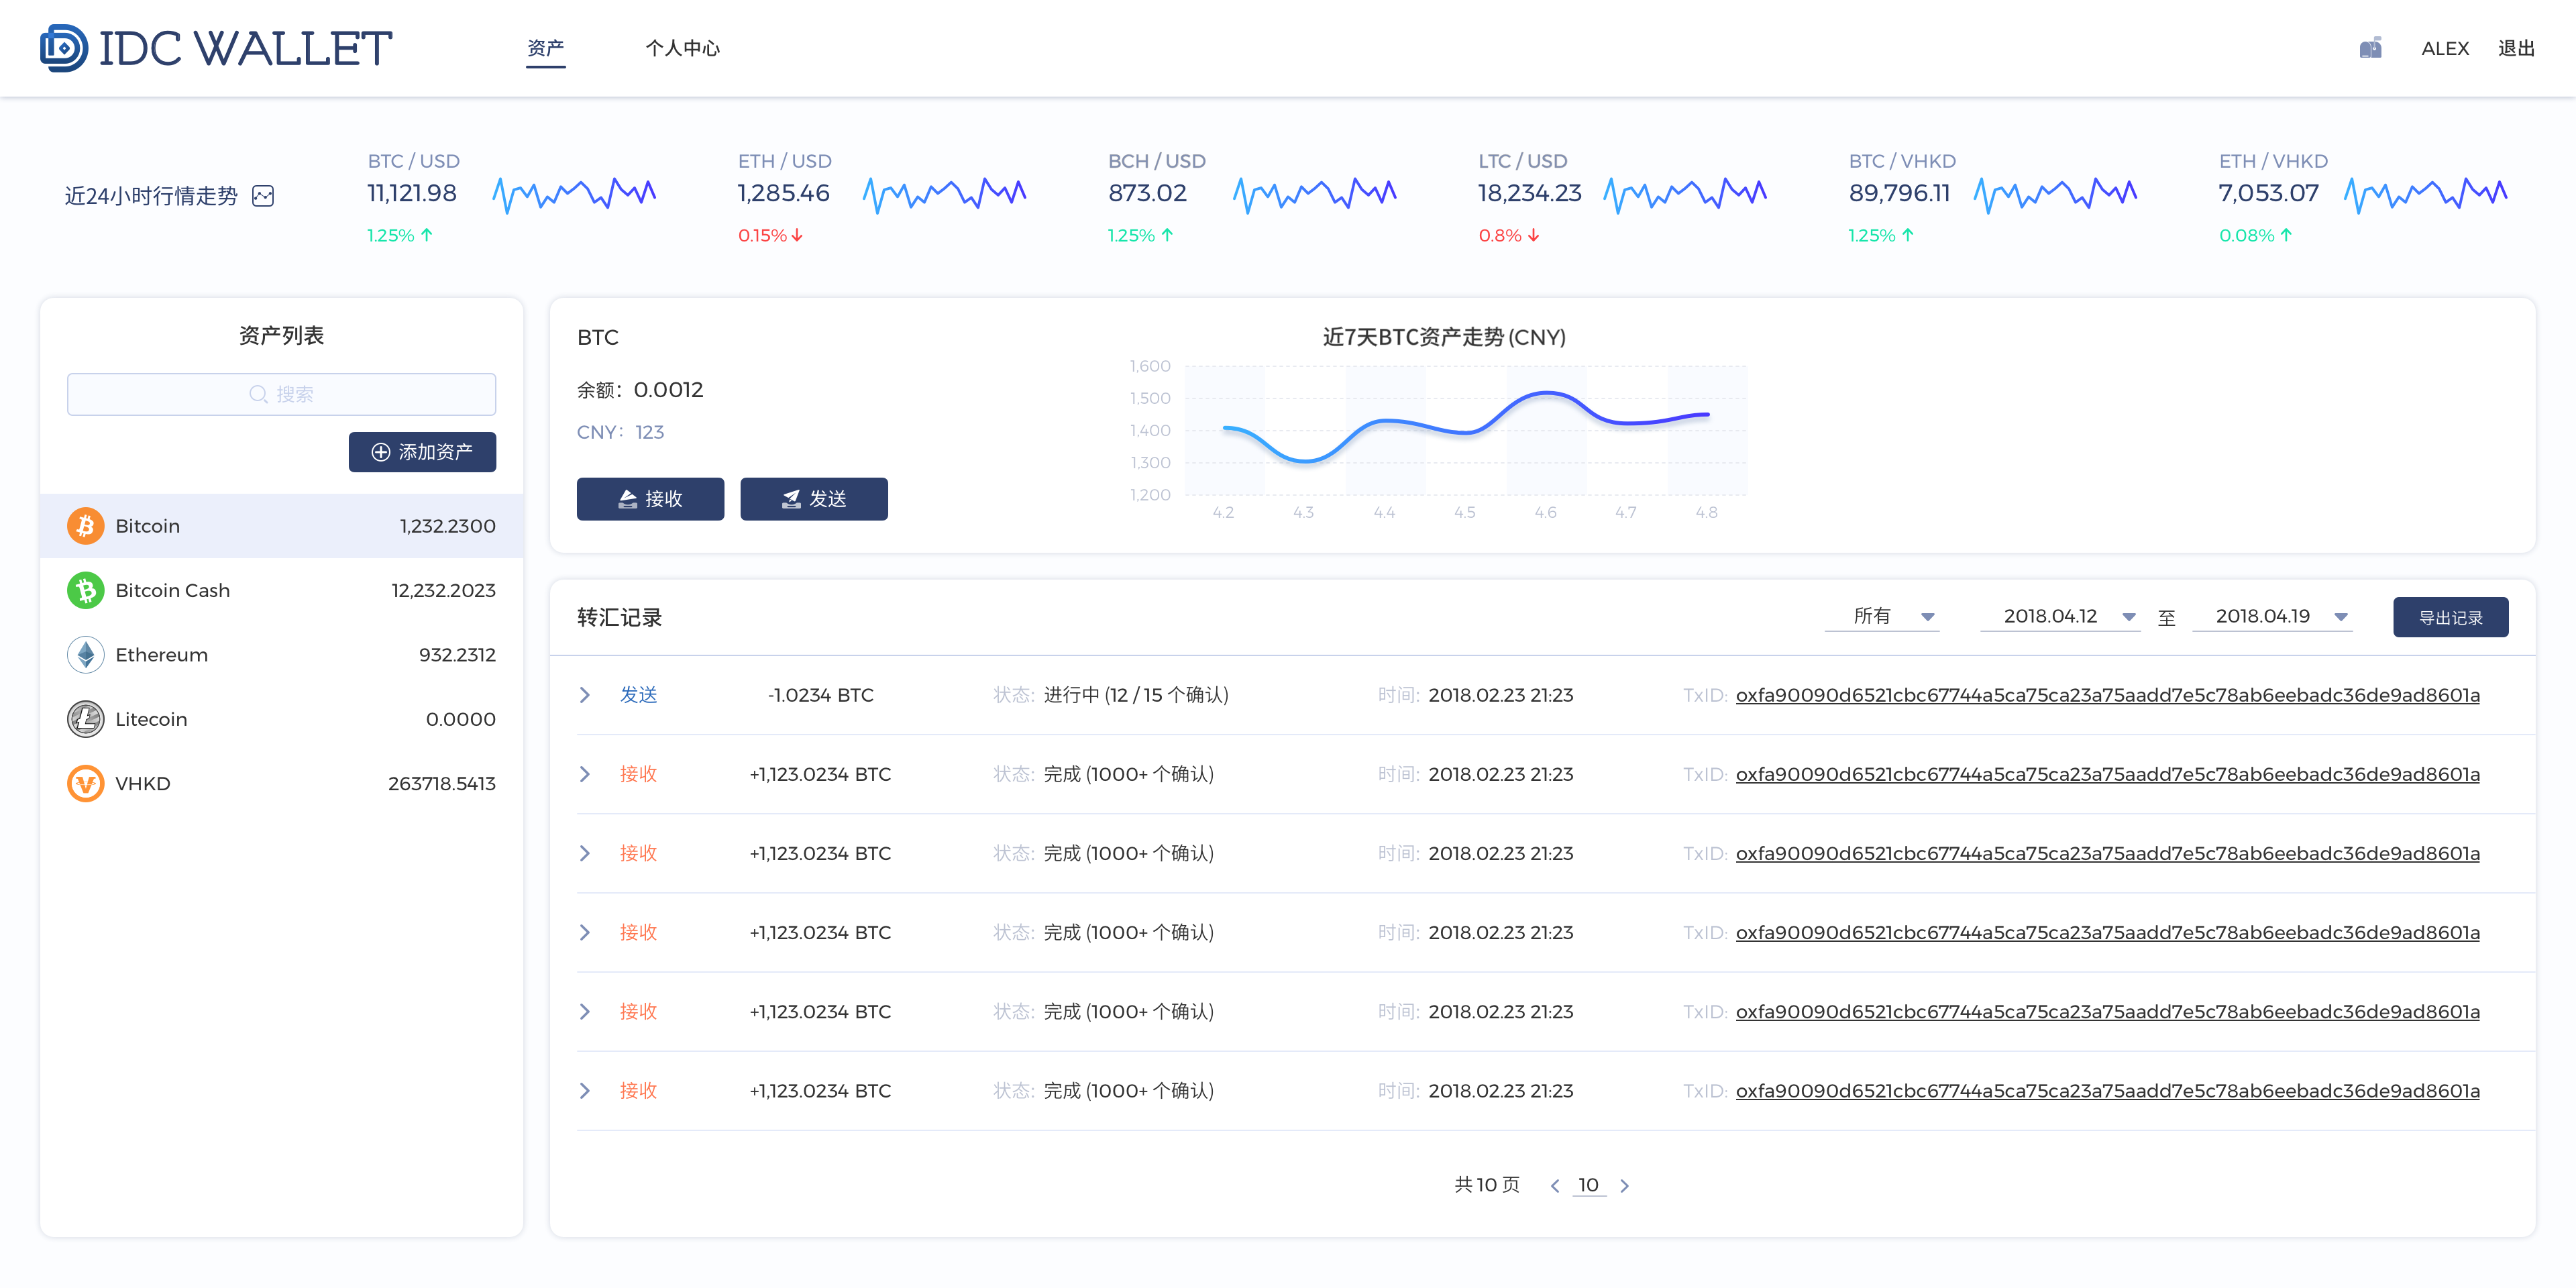 IDC WALLET
资产
个人中心
ALEX
退出
近24小时行情走势
BTC / USD
11,121.98
1.25%
ETH / USD
1,285.46
0.15%
BCH / USD
873.02
1.25%
LTC / USD
18,234.23
0.8%
BTC / VHKD
89,796.11
1.25%
ETH / VHKD
7,053.07
0.08%
资产列表
搜索
添加资产
Bitcoin 1,232.2300
Bitcoin Cash 12,232.2023
Ethereum 932.2312
Litecoin 0.0000
VHKD 263718.5413
BTC
余额：0.0012
CNY：123
接收
发送
近7天BTC资产走势 (CNY)
1,600
1,500
1,400
1,300
1,200
4.2 4.3 4.4 4.5 4.6 4.7 4.8
转汇记录
所有
2018.04.12 至 2018.04.19
导出记录
发送 -1.0234 BTC 状态: 进行中 (12 / 15 个确认) 时间: 2018.02.23 21:23 TxID: oxfa90090d6521cbc67744a5ca75ca23a75aadd7e5c78ab6eebadc36de9ad8601a
接收 +1,123.0234 BTC 状态: 完成 (1000+ 个确认) 时间: 2018.02.23 21:23 TxID: oxfa90090d6521cbc67744a5ca75ca23a75aadd7e5c78ab6eebadc36de9ad8601a
接收 +1,123.0234 BTC 状态: 完成 (1000+ 个确认) 时间: 2018.02.23 21:23 TxID: oxfa90090d6521cbc67744a5ca75ca23a75aadd7e5c78ab6eebadc36de9ad8601a
接收 +1,123.0234 BTC 状态: 完成 (1000+ 个确认) 时间: 2018.02.23 21:23 TxID: oxfa90090d6521cbc67744a5ca75ca23a75aadd7e5c78ab6eebadc36de9ad8601a
接收 +1,123.0234 BTC 状态: 完成 (1000+ 个确认) 时间: 2018.02.23 21:23 TxID: oxfa90090d6521cbc67744a5ca75ca23a75aadd7e5c78ab6eebadc36de9ad8601a
接收 +1,123.0234 BTC 状态: 完成 (1000+ 个确认) 时间: 2018.02.23 21:23 TxID: oxfa90090d6521cbc67744a5ca75ca23a75aadd7e5c78ab6eebadc36de9ad8601a
共 10 页 10